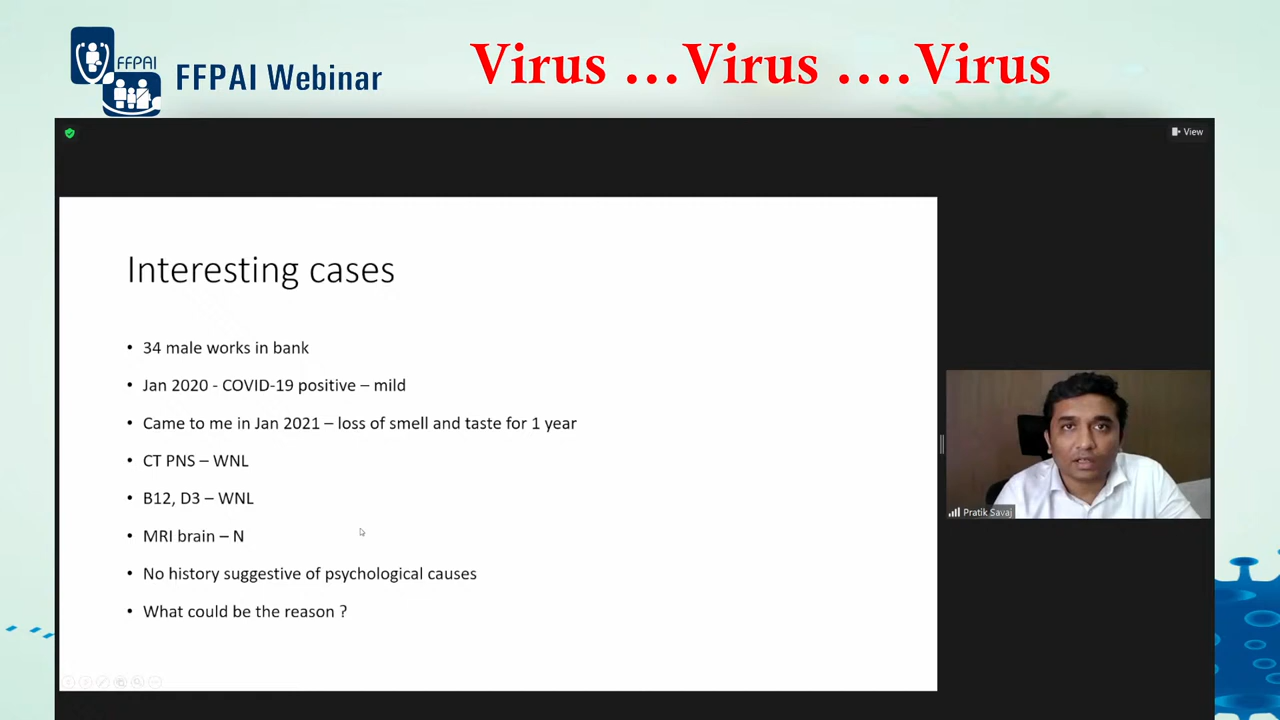 FFPAI
FFPAI Webinar
Virus ...Virus ....Virus
View
Interesting cases
• 34 male works in bank
• Jan 2020 - COVID-19 positive – mild
• Came to me in Jan 2021 – loss of smell and taste for 1 year
• CT PNS – WNL
• B12, D3 – WNL
• MRI brain – N
• No history suggestive of psychological causes
• What could be the reason ?
Pratik Savaj